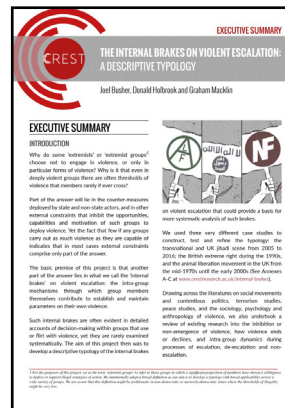 EXECUTIVE SUMMARY
CREST
THE INTERNAL BRAKES ON VIOLENT ESCALATION:
A DESCRIPTIVE TYPOLOGY
Joel Busher, Donald Holbrook and Graham Macklin
EXECUTIVE SUMMARY
INTRODUCTION
Why do some 'extremists' or 'extremist groups'¹
choose not to engage in violence, or only in
particular forms of violence? Why is it that even in
deeply violent groups there are often thresholds of
violence that members rarely if ever cross?
Part of the answer will lie in the counter-measures
deployed by state and non-state actors, and in other
external constraints that inhibit the opportunities,
capabilities and motivation of such groups to
deploy violence. Yet the fact that few if any groups
carry out as much violence as they are capable of
indicates that in most cases external constraints
comprise only part of the answer.
The basic premise of this project is that another
part of the answer lies in what we call the 'internal
brakes' on violent escalation: the intra-group
mechanisms through which group members
themselves contribute to establish and maintain
parameters on their own violence.
Such internal brakes are often evident in detailed
accounts of decision-making within groups that use
or flirt with violence, yet they are rarely examined
systematically. The aim of this project then was to
develop a descriptive typology of the internal brakes
NF
on violent escalation that could provide a basis for
more systematic analysis of such brakes.
We used three very different case studies to
construct, test and refine the typology: the
transnational and UK jihadi scene from 2005 to
2016; the British extreme right during the 1990s,
and the animal liberation movement in the UK from
the mid-1970s until the early 2000s (See Annexes
A-C at www.crestresearch.ac.uk/internal-brakes).
Drawing across the literatures on social movements
and contentious politics, terrorism studies,
peace studies, and the sociology, psychology and
anthropology of violence, we also undertook a
review of existing research into the inhibition or
non-emergence of violence, how violence ends
or declines, and intra-group dynamics during
processes of escalation, de-escalation and non-
escalation.